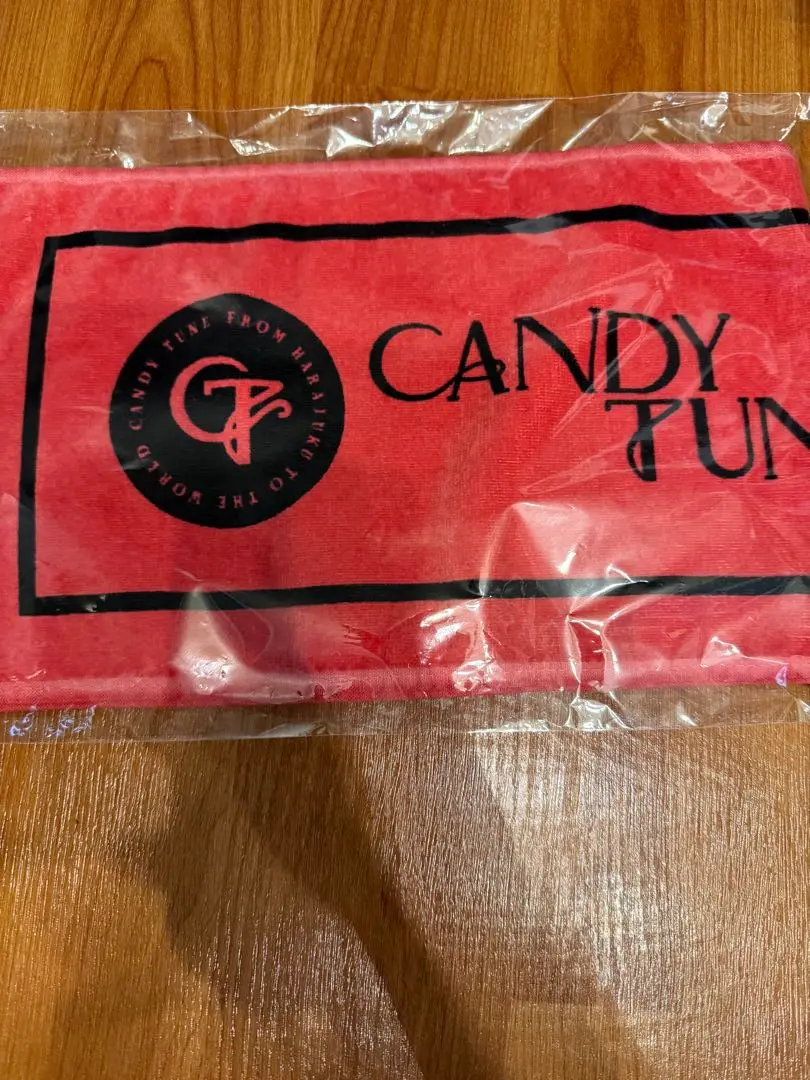 CANDY TUNE FROM HARAJUKU TO THE WORLD
CT
CANDY
TUN